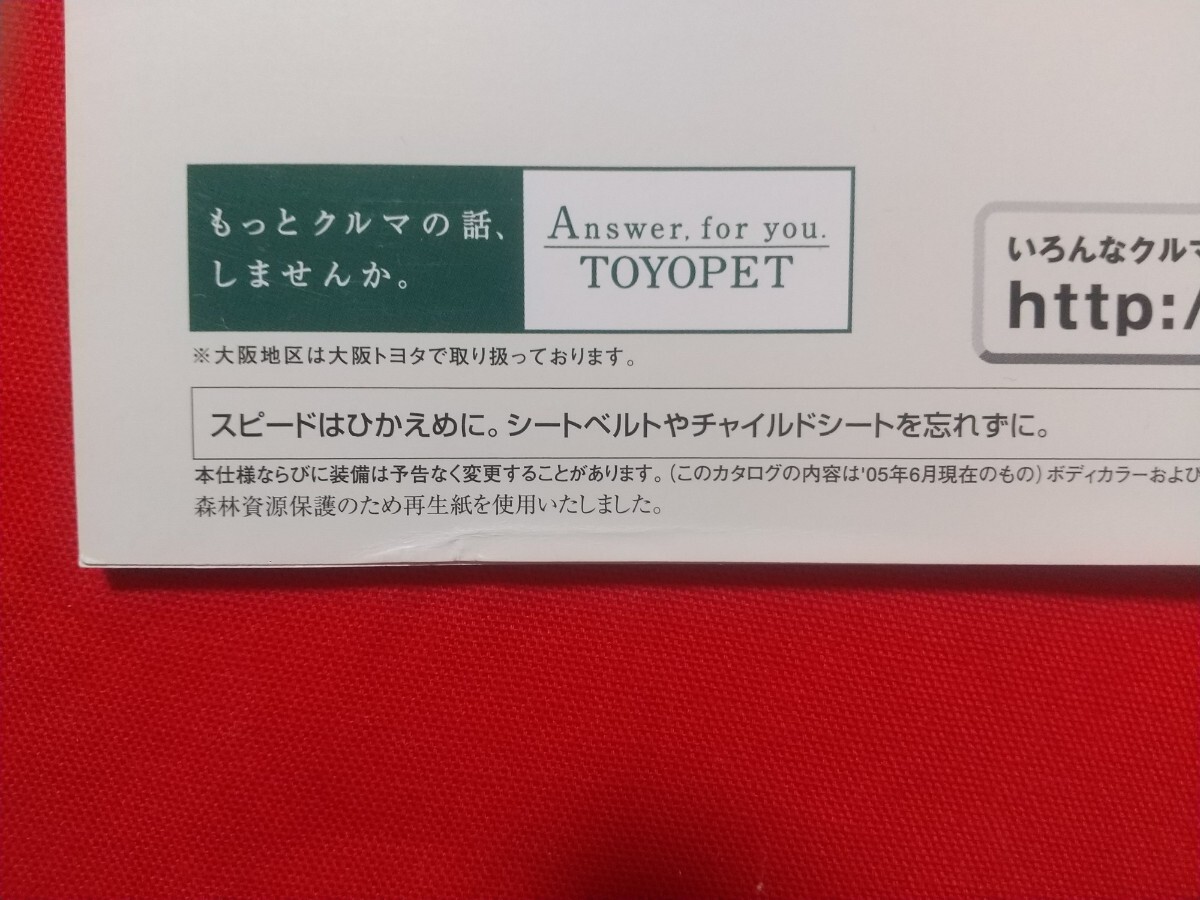 もっとクルマの話、
しませんか。
Answer, for you.
TOYOPET
※大阪地区は大阪トヨタで取り扱っております。
いろんなクルマ
http:/
スピードはひかえめに。シートベルトやチャイルドシートを忘れずに。
本仕様ならびに装備は予告なく変更することがあります。(このカタログの内容は'05年6月現在のもの)ボディカラーおよび
森林資源保護のため再生紙を使用いたしました。